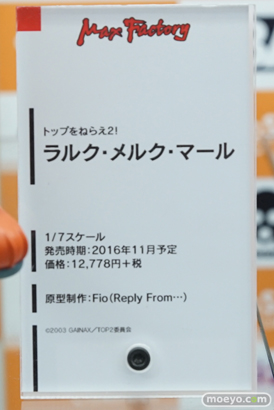 Max Factory
トップをねらえ2!
ラルク・メルク・マール
1/7スケール
発売時期：2016年11月予定
価格：12,778円＋税
原型制作：Fio（Reply From…）
©2003 GAINAX／TOP2委員会
moeyo.com